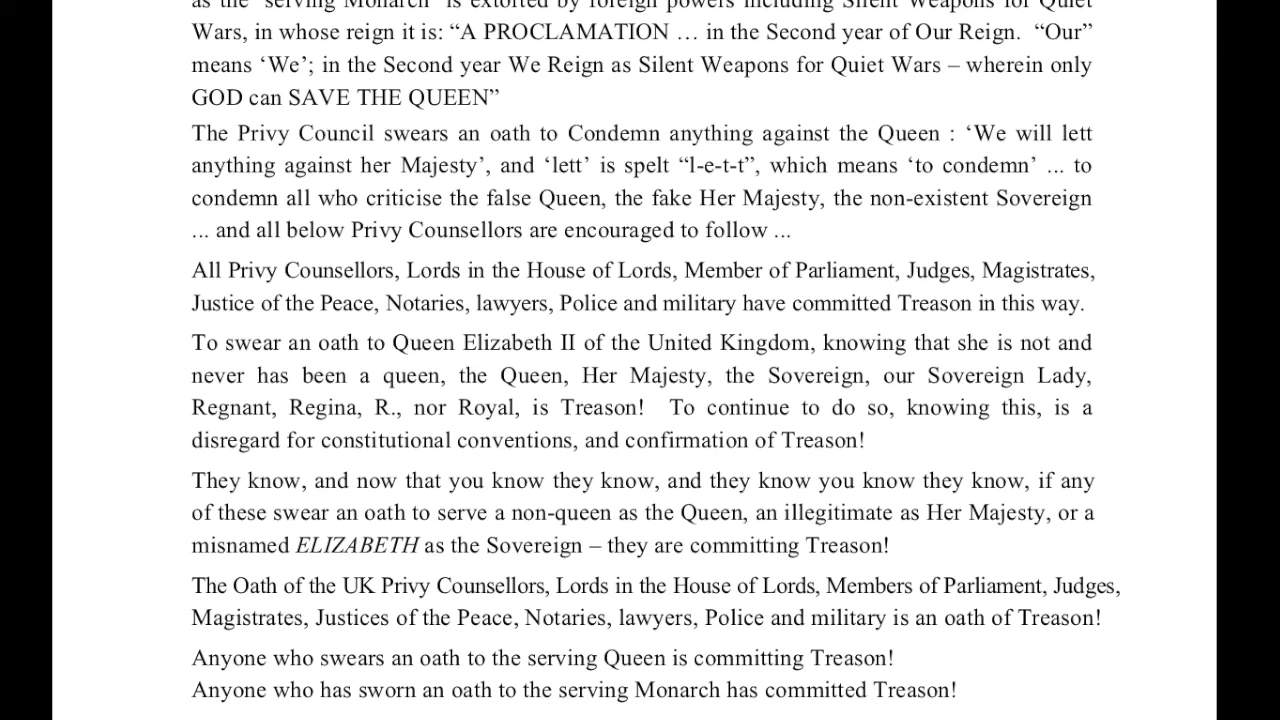 as the "serving Monarch" is extorted by foreign powers including Silent Weapons for Quiet
Wars, in whose reign it is: “A PROCLAMATION … in the Second year of Our Reign.  “Our”
means ‘We’; in the Second year We Reign as Silent Weapons for Quiet Wars – wherein only
GOD can SAVE THE QUEEN”
The Privy Council swears an oath to Condemn anything against the Queen : ‘We will lett
anything against her Majesty’, and ‘lett’ is spelt “l-e-t-t”, which means ‘to condemn’ ... to
condemn all who criticise the false Queen, the fake Her Majesty, the non-existent Sovereign
... and all below Privy Counsellors are encouraged to follow ...
All Privy Counsellors, Lords in the House of Lords, Member of Parliament, Judges, Magistrates,
Justice of the Peace, Notaries, lawyers, Police and military have committed Treason in this way.
To swear an oath to Queen Elizabeth II of the United Kingdom, knowing that she is not and
never has been a queen, the Queen, Her Majesty, the Sovereign, our Sovereign Lady,
Regnant, Regina, R., nor Royal, is Treason!  To continue to do so, knowing this, is a
disregard for constitutional conventions, and confirmation of Treason!
They know, and now that you know they know, and they know you know they know, if any
of these swear an oath to serve a non-queen as the Queen, an illegitimate as Her Majesty, or a
misnamed ELIZABETH as the Sovereign – they are committing Treason!
The Oath of the UK Privy Counsellors, Lords in the House of Lords, Members of Parliament, Judges,
Magistrates, Justices of the Peace, Notaries, lawyers, Police and military is an oath of Treason!
Anyone who swears an oath to the serving Queen is committing Treason!
Anyone who has sworn an oath to the serving Monarch has committed Treason!